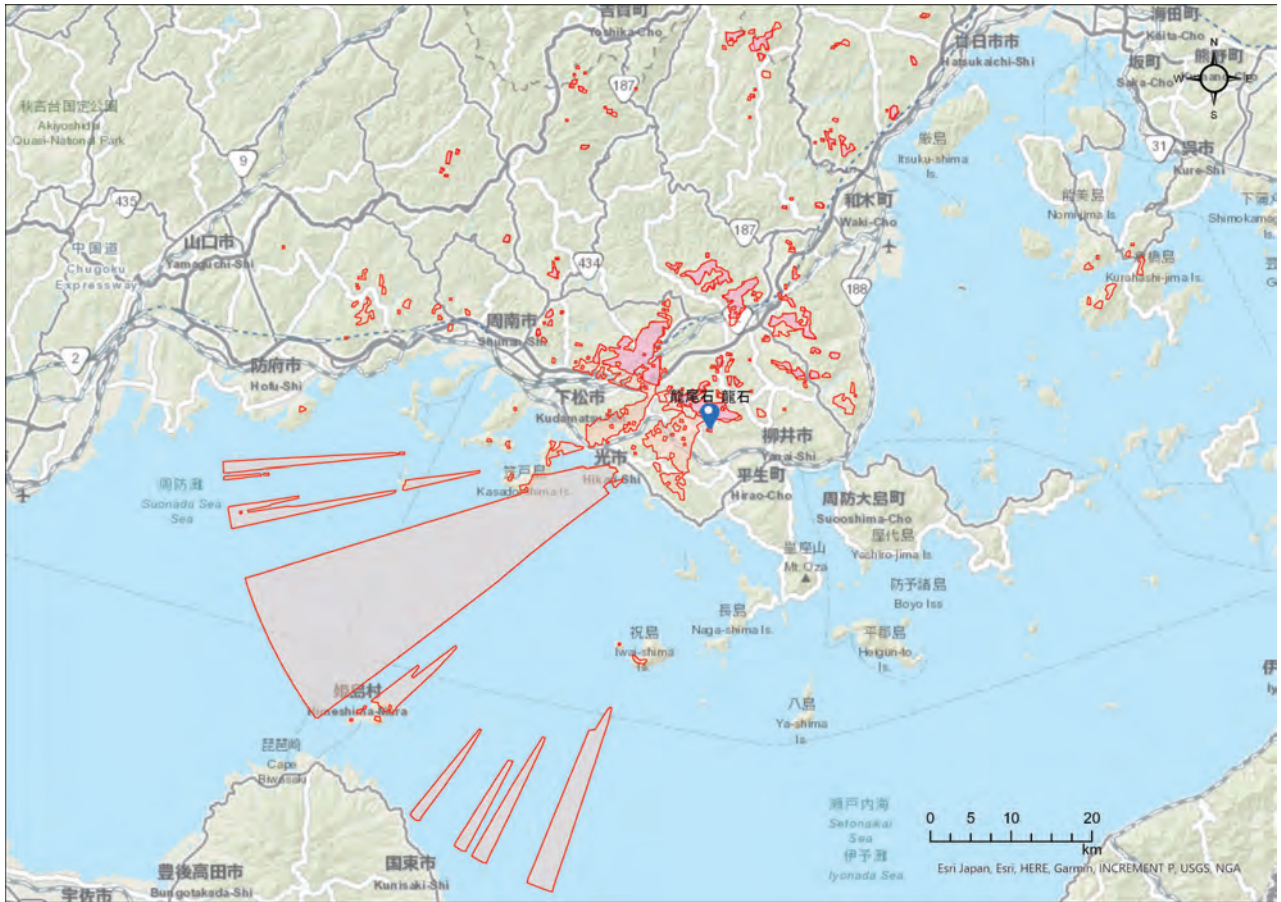 吉賀町
Yoshika-Cho
廿日市市
Hatsukaichi-Shi
海田町
Kaita-Cho
坂町
Saka-Cho
熊野町
Kumano-Cho
N
W
E
S
187
秋吉台国定公園
Akiyoshidai
Quasi-National Park
9
厳島
Itsuku-shima
Is.
31
呉市
Kure-Shi
435
和木町
Waki-Cho
能美島
Nomi-jima Is.
下蒲刈
Shimokamag
中国道
Chugoku
Expressway
山口市
Yamaguchi-Shi
187
434
倉橋島
Kurahashi-jima Is.
188
周南市
Shunan-Shi
2
防府市
Hofu-Shi
下松市
Kudamatsu-Shi
龍石
柳井市
Yanai-Shi
光市
Hikari-Shi
笠戸島
Kasado-shima Is.
平生町
Hirao-Cho
周防灘
Suonada Sea
Sea
周防大島町
Suooshima-Cho
屋代島
Yashiro-jima Is.
皇座山
Mt. Oza
防予諸島
Boyo Iss
長島
Naga-shima Is.
祝島
Iwai-shima
Is.
平郡島
Heigun-to
Is.
姫島村
Himeshima-Mura
八島
Ya-shima
Is.
琵琶崎
Cape
Biwasaki
瀬戸内海
Setonaikai
Sea
伊予灘
Iyonada Sea
0 5 10 20
km
豊後高田市
Bungotakada-Shi
国東市
Kunisaki-Shi
宇佐市
Esri Japan, Esri, HERE, Garmin, INCREMENT P, USGS, NGA